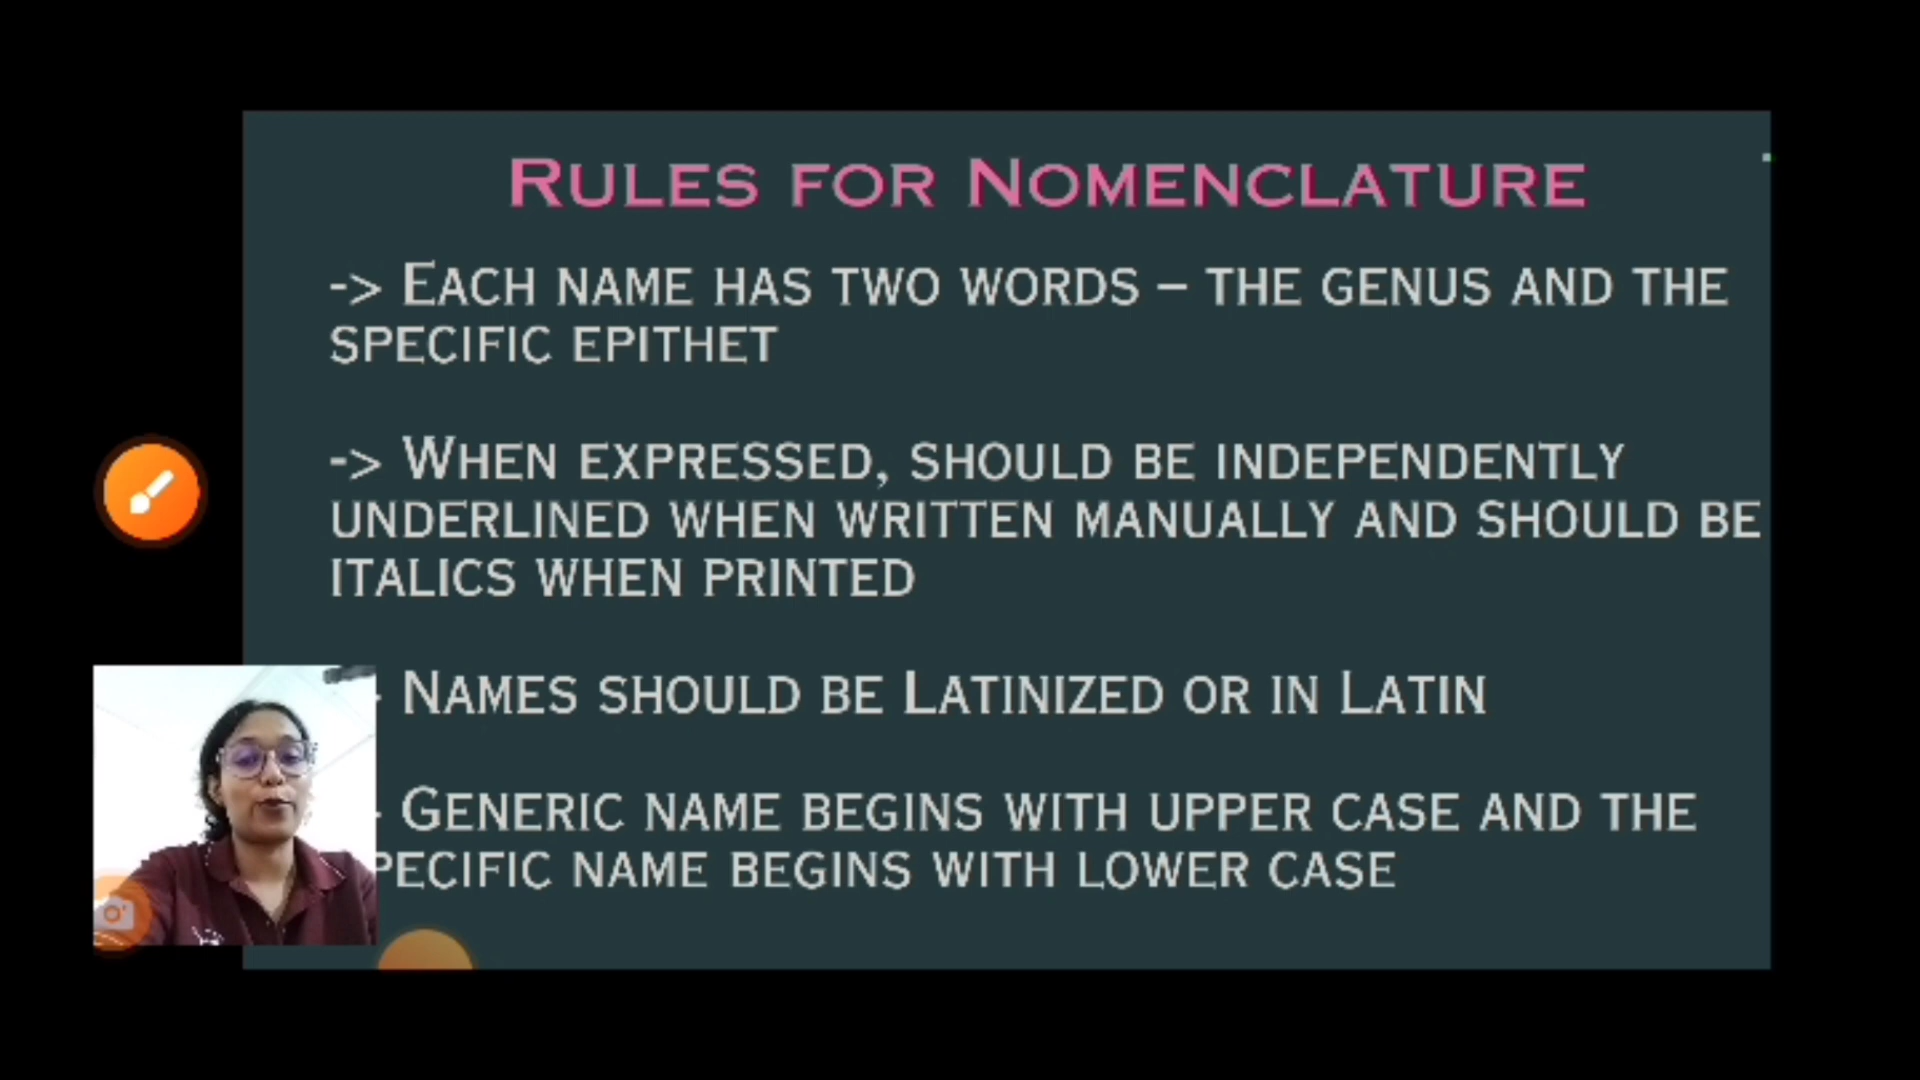 Rules for Nomenclature
-> Each name has two words – the genus and the
specific epithet
-> When expressed, should be independently
underlined when written manually and should be
italics when printed
Names should be Latinized or in Latin
Generic name begins with upper case and the
pecific name begins with lower case